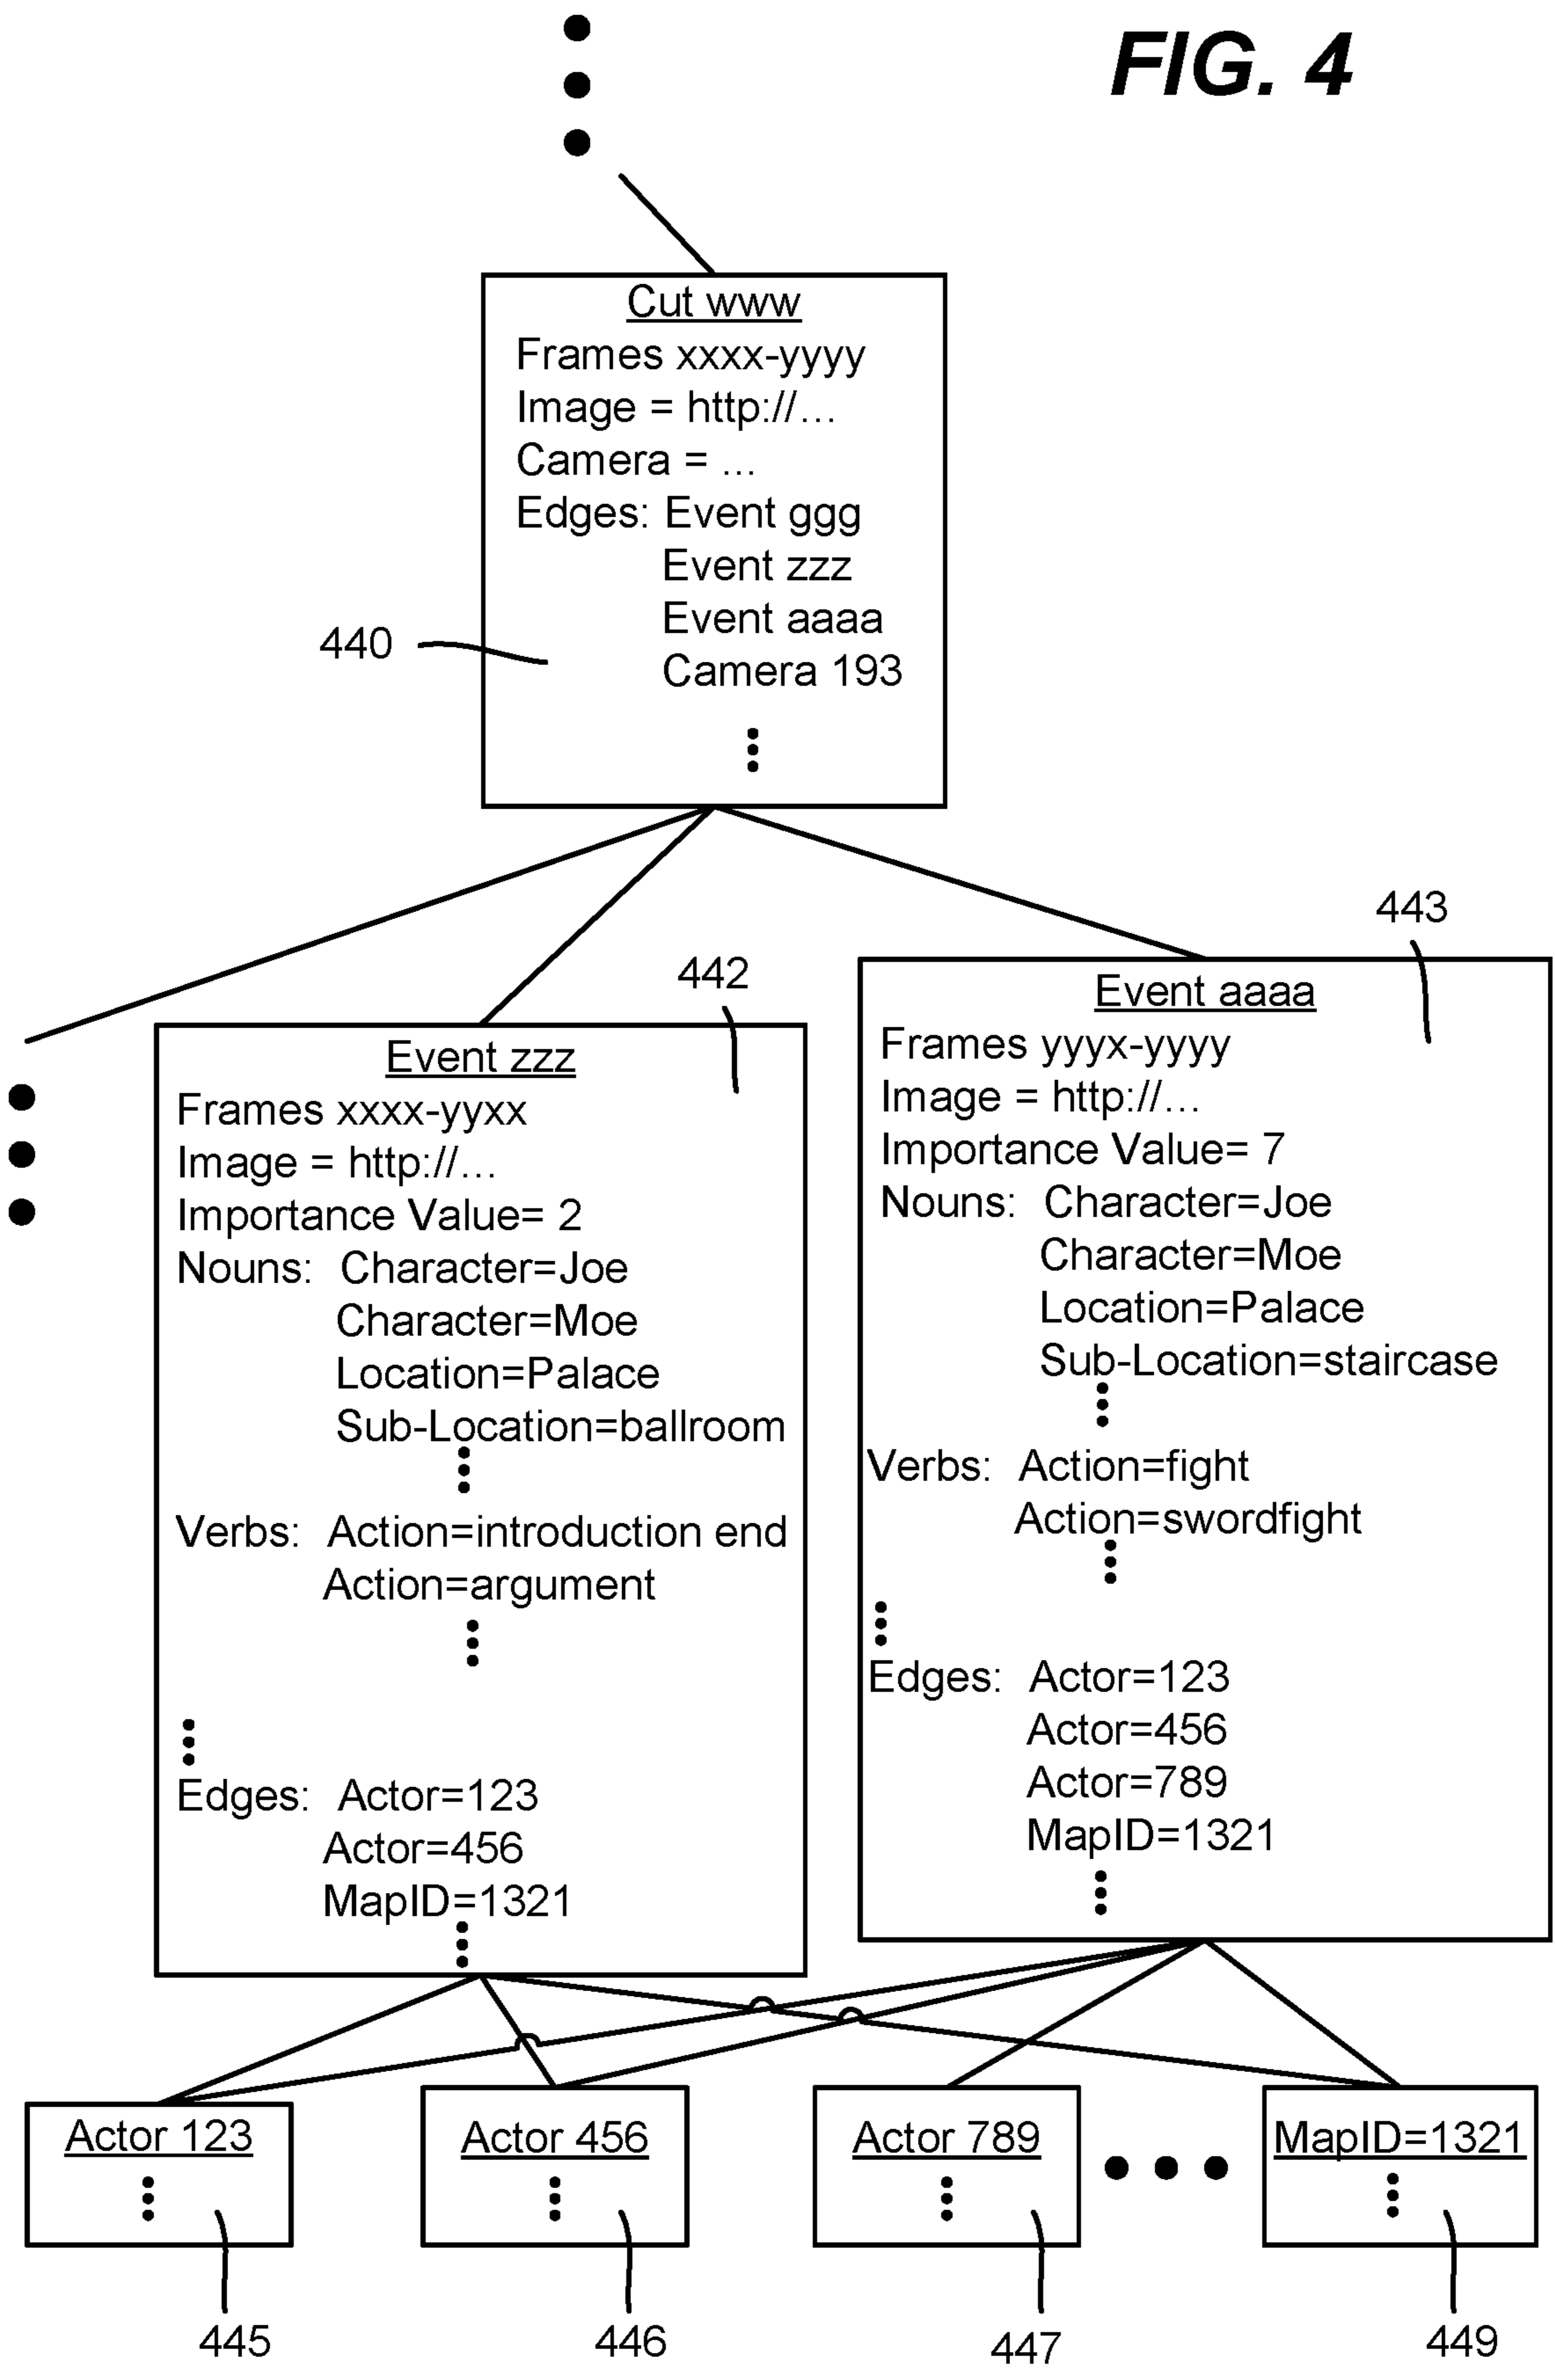 FIG. 4
Cut www
Frames xxxx-yyyy
Image = http://...
Camera = ...
Edges: Event ggg
Event zzz
Event aaaa
Camera 193
440
442
Event zzz
Frames xxxx-yyxx
Image = http://...
Importance Value= 2
Nouns: Character=Joe
Character=Moe
Location=Palace
Sub-Location=ballroom
Verbs: Action=introduction end
Action=argument
Edges: Actor=123
Actor=456
MapID=1321
443
Event aaaa
Frames yyyx-yyyy
Image = http://...
Importance Value= 7
Nouns: Character=Joe
Character=Moe
Location=Palace
Sub-Location=staircase
Verbs: Action=fight
Action=swordfight
Edges: Actor=123
Actor=456
Actor=789
MapID=1321
Actor 123
Actor 456
Actor 789
MapID=1321
445
446
447
449